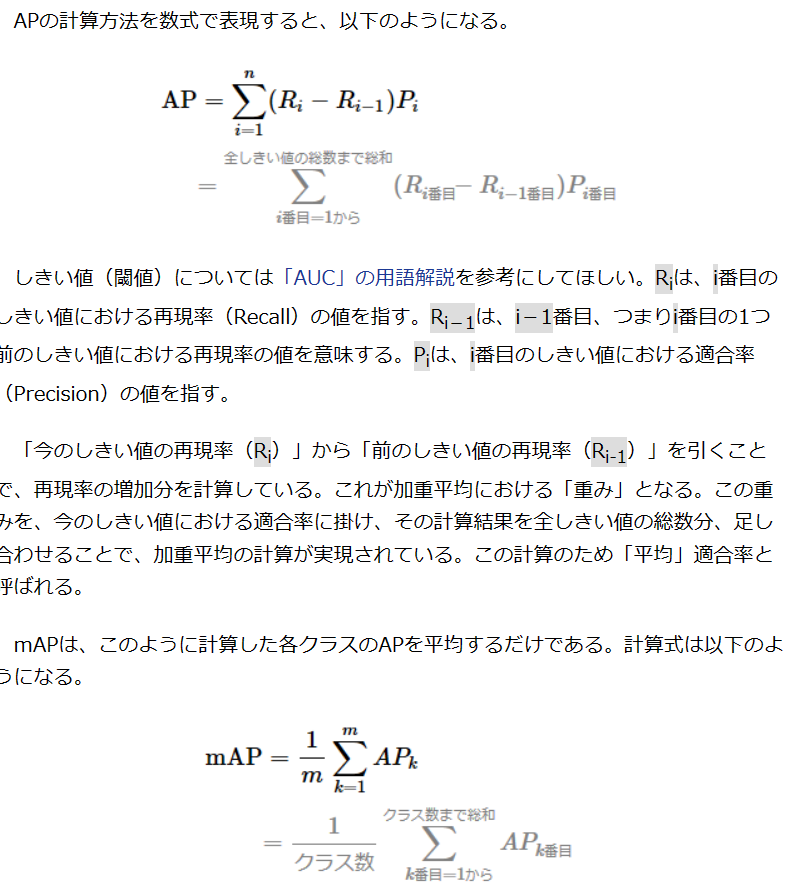 APの計算方法を数式で表現すると、以下のようになる。
AP = \sum_{i=1}^{n} (R_i − R_{i−1})P_i
= \sum_{i番目=1から}^{全しきい値の総数まで総和} (R_{i番目} − R_{i−1番目})P_{i番目}
しきい値（閾値）については「AUC」の用語解説を参考にしてほしい。R_iは、i番目の
しきい値における再現率（Recall）の値を指す。R_{i−1}は、i−1番目、つまりi番目の1つ
前のしきい値における再現率の値を意味する。P_iは、i番目のしきい値における適合率
（Precision）の値を指す。
「今のしきい値の再現率（R_i）」から「前のしきい値の再現率（R_{i-1}）」を引くこと
で、再現率の増加分を計算している。これが加重平均における「重み」となる。この重
みを、今のしきい値における適合率に掛け、その計算結果を全しきい値の総数分、足し
合わせることで、加重平均の計算が実現されている。この計算のため「平均」適合率と
呼ばれる。
mAPは、このように計算した各クラスのAPを平均するだけである。計算式は以下のよ
うになる。
mAP = \frac{1}{m} \sum_{k=1}^{m} AP_k
= \frac{1}{クラス数} \sum_{k番目=1から}^{クラス数まで総和} AP_{k番目}